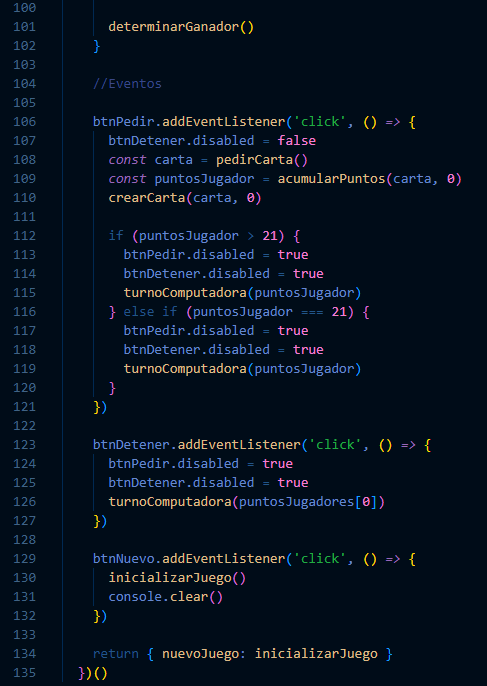 100
101 determinarGanador()
102 }
103
104 //Eventos
105
106 btnPedir.addEventListener('click', () => {
107 btnDetener.disabled = false
108 const carta = pedirCarta()
109 const puntosJugador = acumularPuntos(carta, 0)
110 crearCarta(carta, 0)
111
112 if (puntosJugador > 21) {
113 btnPedir.disabled = true
114 btnDetener.disabled = true
115 turnoComputadora(puntosJugador)
116 } else if (puntosJugador === 21) {
117 btnPedir.disabled = true
118 btnDetener.disabled = true
119 turnoComputadora(puntosJugador)
120 }
121 })
122
123 btnDetener.addEventListener('click', () => {
124 btnPedir.disabled = true
125 btnDetener.disabled = true
126 turnoComputadora(puntosJugadores[0])
127 })
128
129 btnNuevo.addEventListener('click', () => {
130 inicializarJuego()
131 console.clear()
132 })
133
134 return { nuevoJuego: inicializarJuego }
135 })()